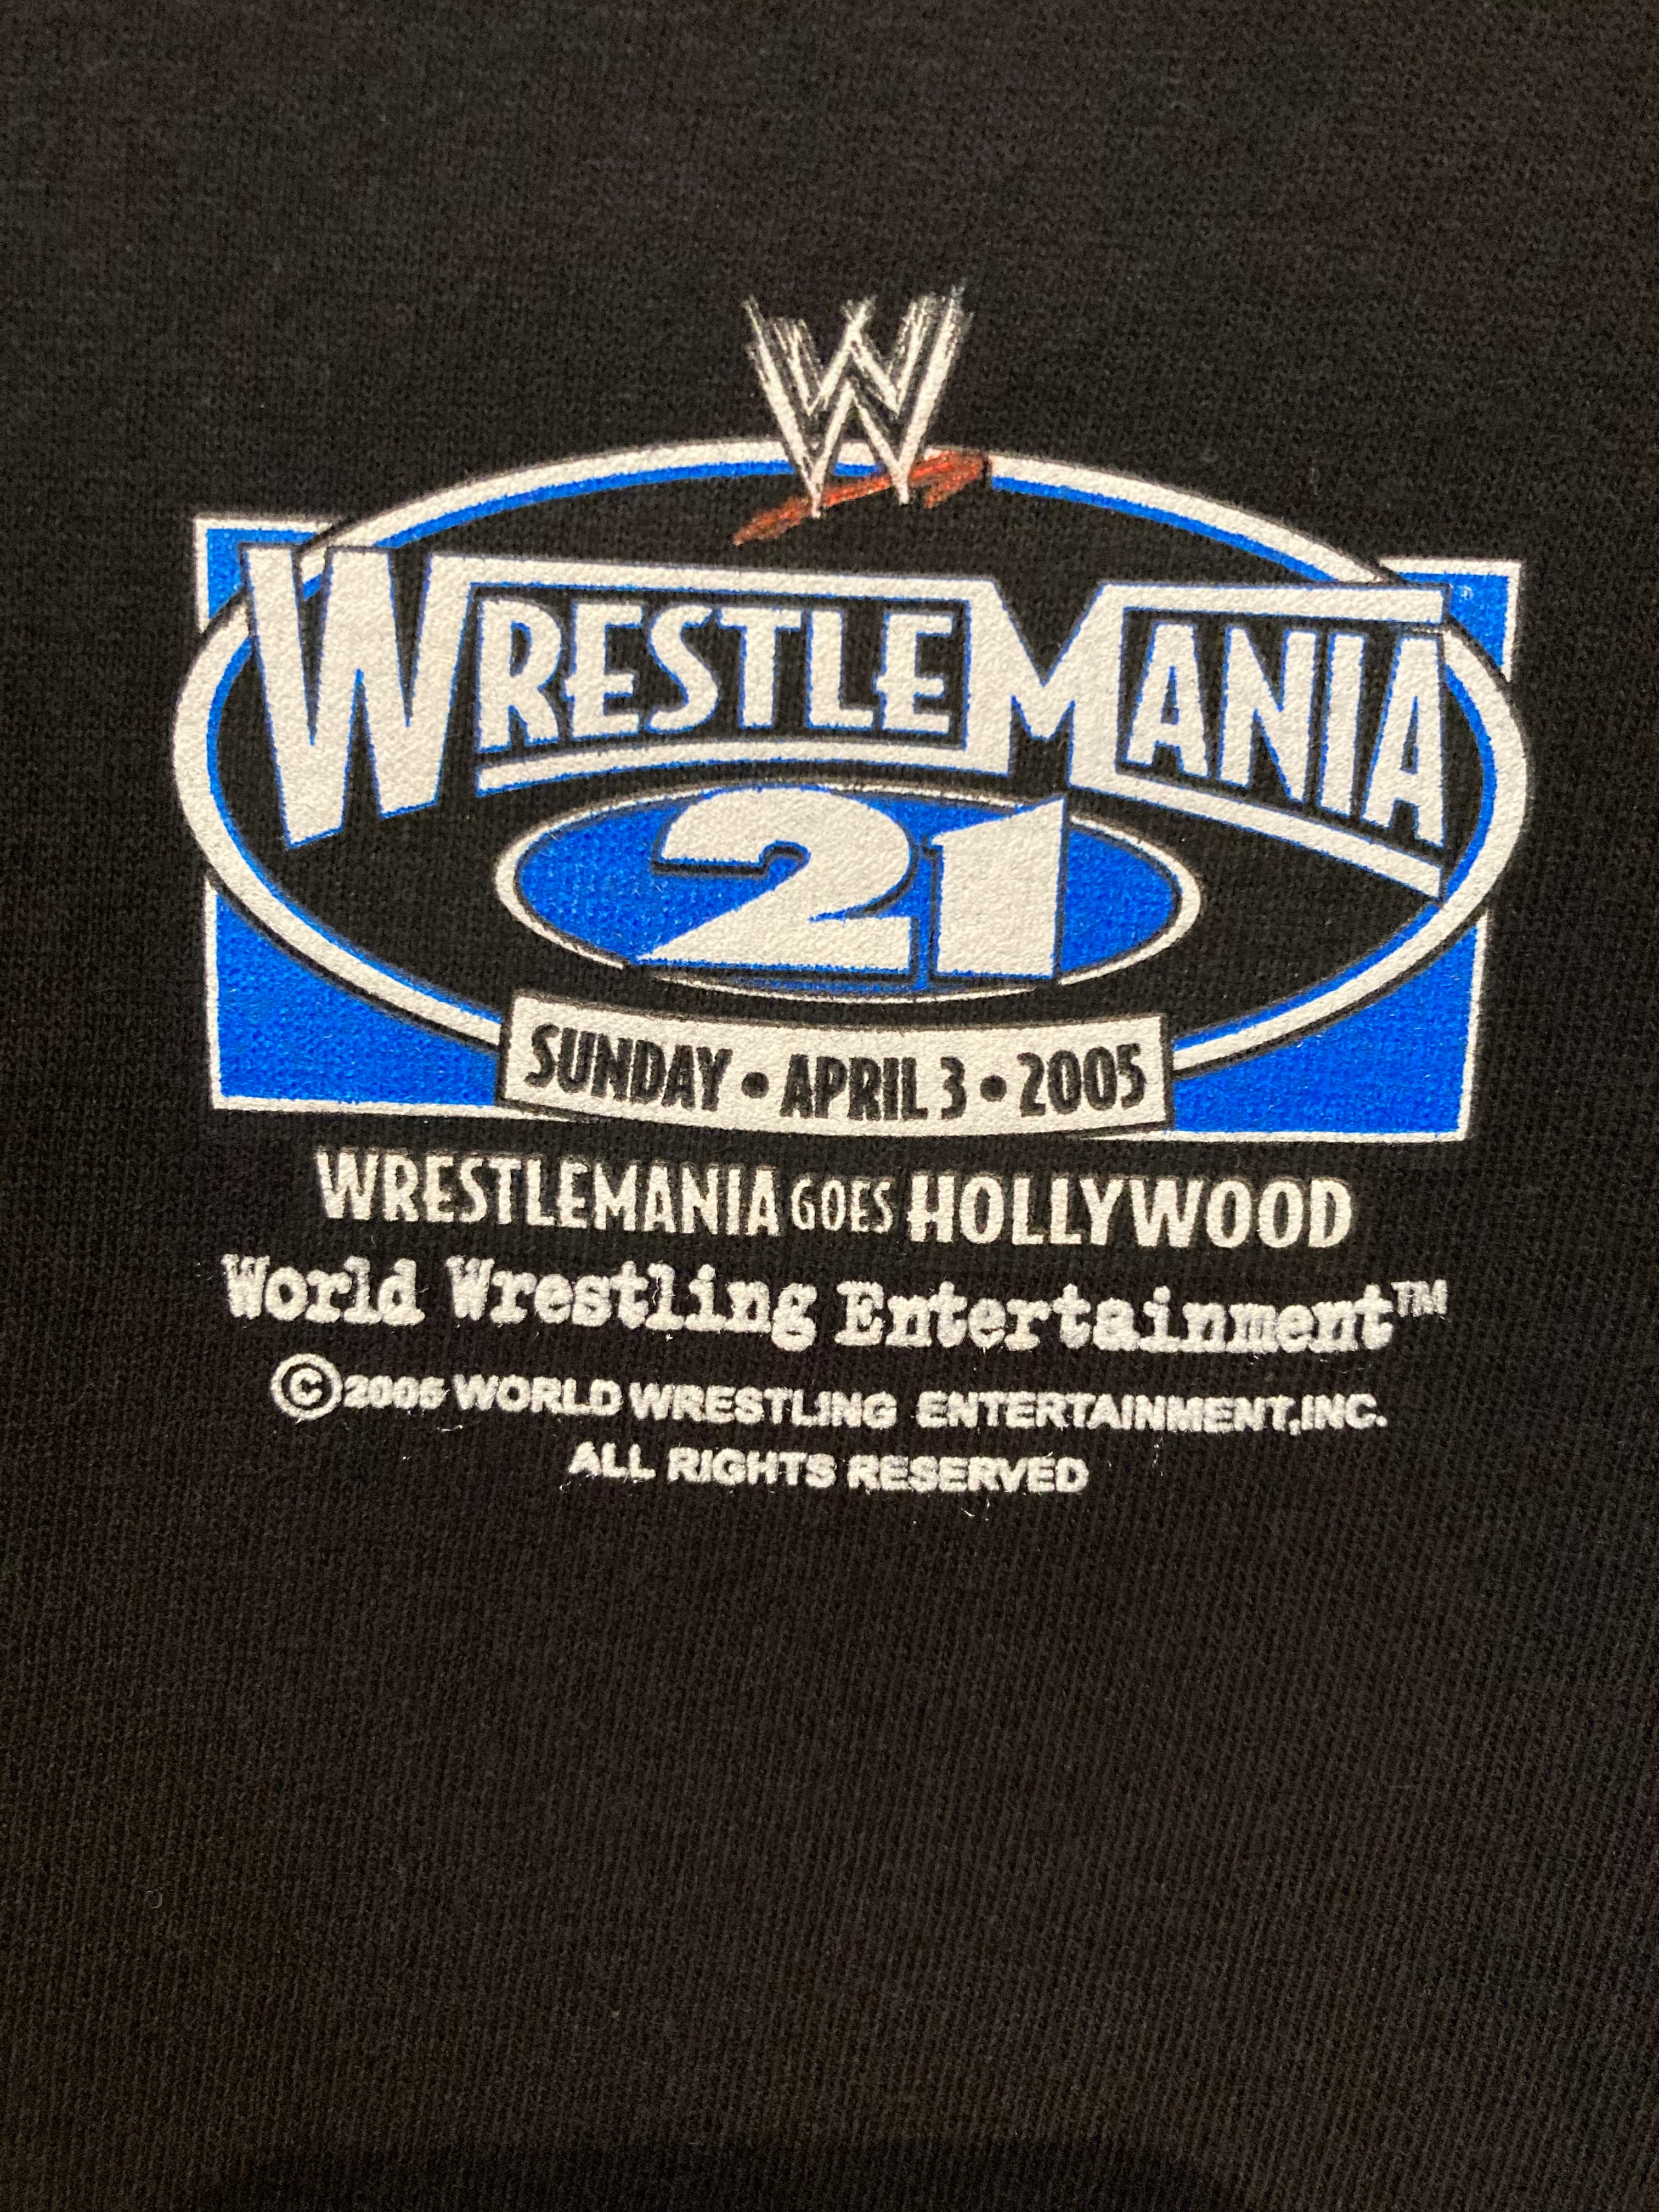 W
WRESTLEMANIA
21
SUNDAY • APRIL 3 • 2005
WRESTLEMANIA GOES HOLLYWOOD
World Wrestling Entertainment™
©2005 WORLD WRESTLING ENTERTAINMENT,INC.
ALL RIGHTS RESERVED